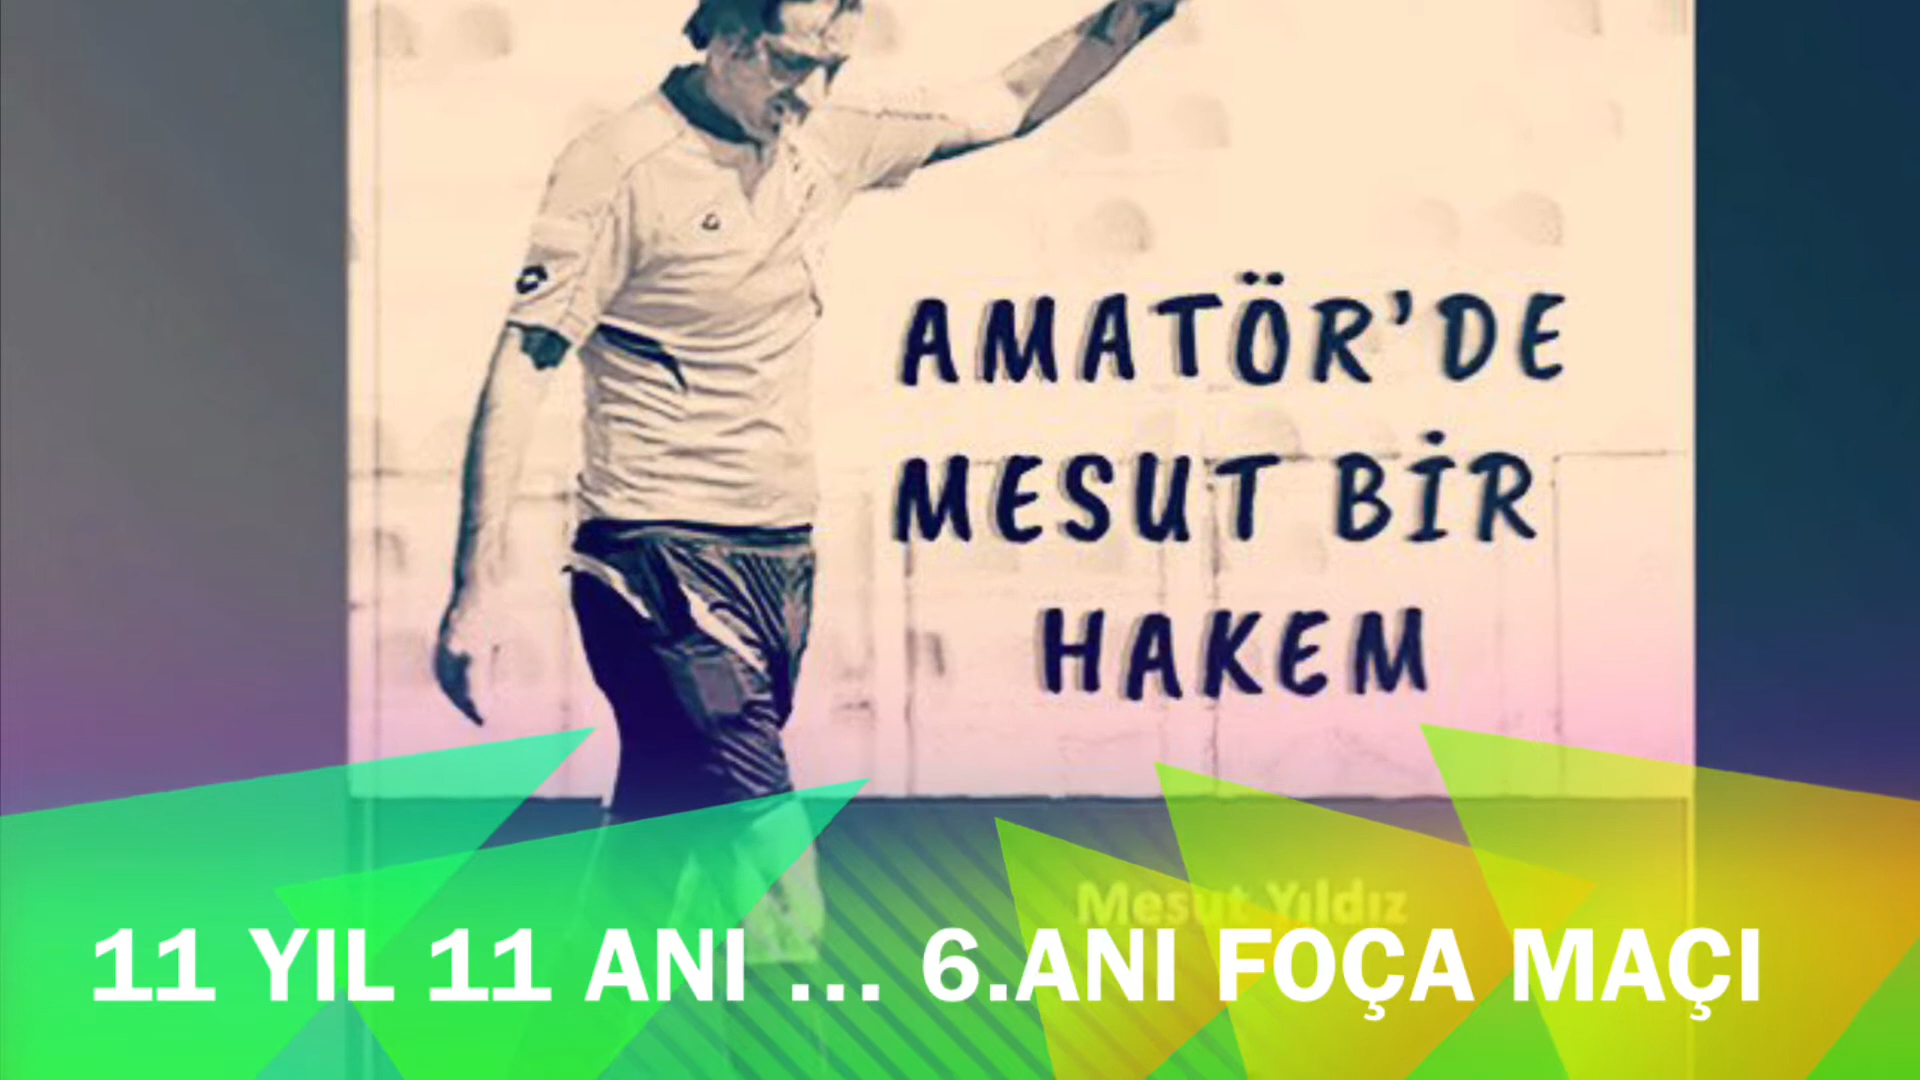 AMATÖR'DE
MESUT BİR
HAKEM
Mesut Yıldız
11 YIL 11 ANI ... 6.ANI FOÇA MAÇI